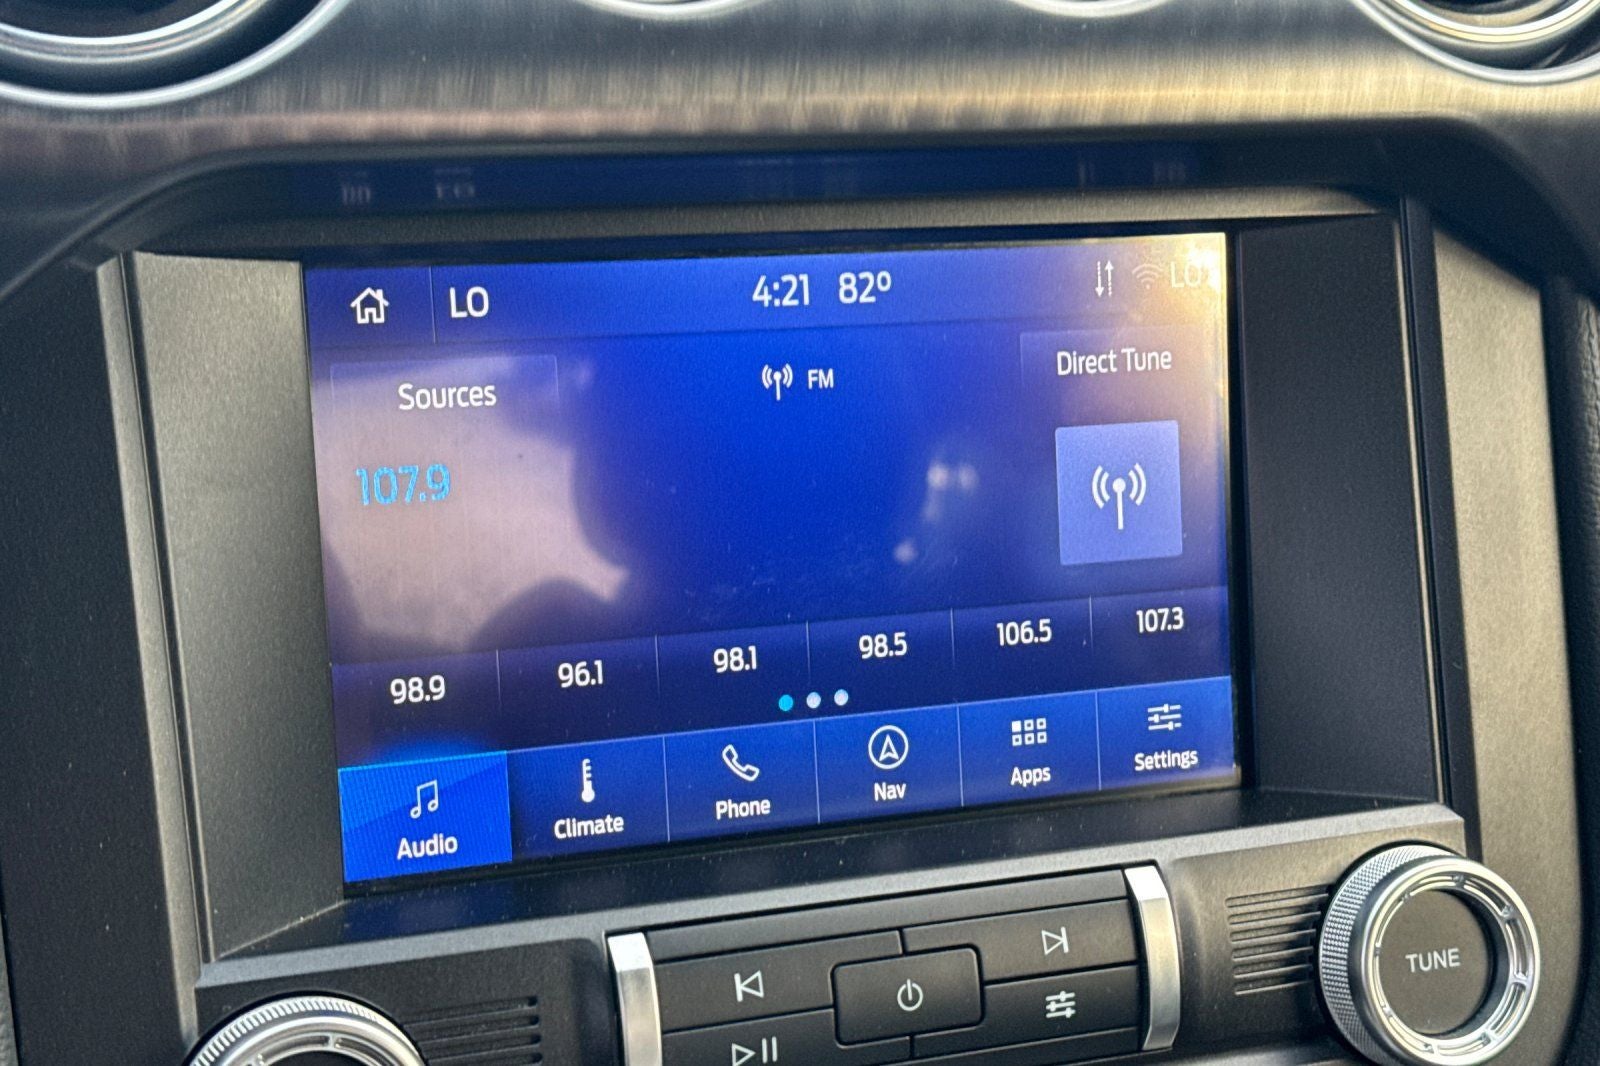 LO 4:21 82° LO
Sources FM Direct Tune
107.9
98.9 96.1 98.1 98.5 106.5 107.3
Audio Climate Phone Nav Apps Settings
TUNE